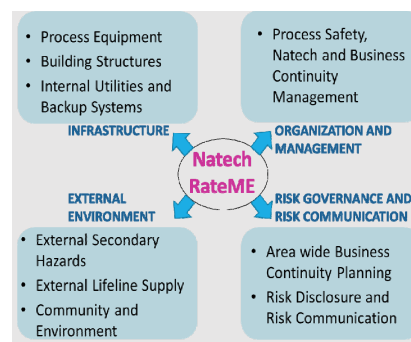 • Process Equipment
• Building Structures
• Internal Utilities and
Backup Systems
INFRASTRUCTURE
• Process Safety,
Natech and Business
Continuity
Management
ORGANIZATION AND
MANAGEMENT
Natech
RateME
EXTERNAL
ENVIRONMENT
• External Secondary
Hazards
• External Lifeline Supply
• Community and
Environment
RISK GOVERNANCE AND
RISK COMMUNICATION
• Area wide Business
Continuity Planning
• Risk Disclosure and
Risk Communication